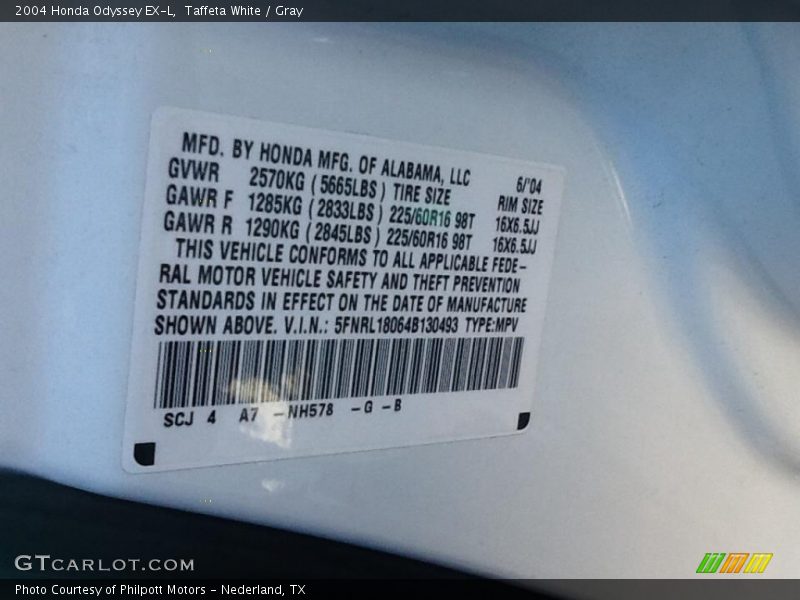 2004 Honda Odyssey EX-L, Taffeta White / Gray
MFD. BY HONDA MFG. OF ALABAMA, LLC 6/'04
GVWR 2570KG (5665LBS) TIRE SIZE RIM SIZE
GAWR F 1285KG (2833LBS) 225/60R16 98T 16X6.5JJ
GAWR R 1290KG (2845LBS) 225/60R16 98T 16X6.5JJ
THIS VEHICLE CONFORMS TO ALL APPLICABLE FEDE-
RAL MOTOR VEHICLE SAFETY AND THEFT PREVENTION
STANDARDS IN EFFECT ON THE DATE OF MANUFACTURE
SHOWN ABOVE. V.I.N.: 5FNRL18064B130493 TYPE:MPV
SCJ 4 A7 -NH578 -G -B
GTCARLOT.COM
Photo Courtesy of Philpott Motors - Nederland, TX